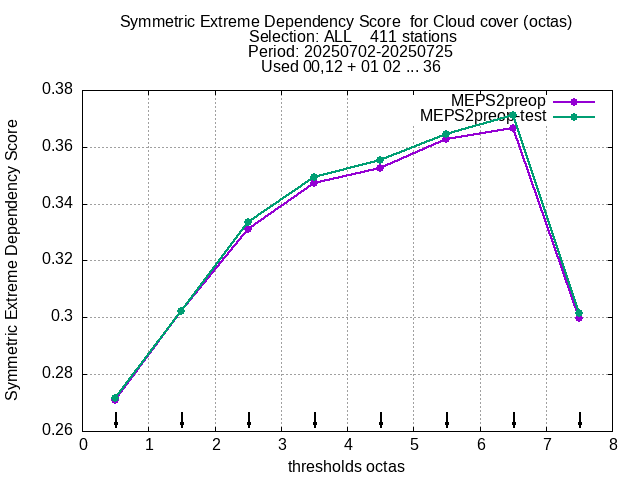 Symmetric Extreme Dependency Score  for Cloud cover (octas)
Selection: ALL    411 stations
Period: 20250702-20250725
Used 00,12 + 01 02 ... 36
MEPS2preop
MEPS2preop-test
Symmetric Extreme Dependency Score
0.38
0.36
0.34
0.32
0.3
0.28
0.26
0 1 2 3 4 5 6 7 8
thresholds octas